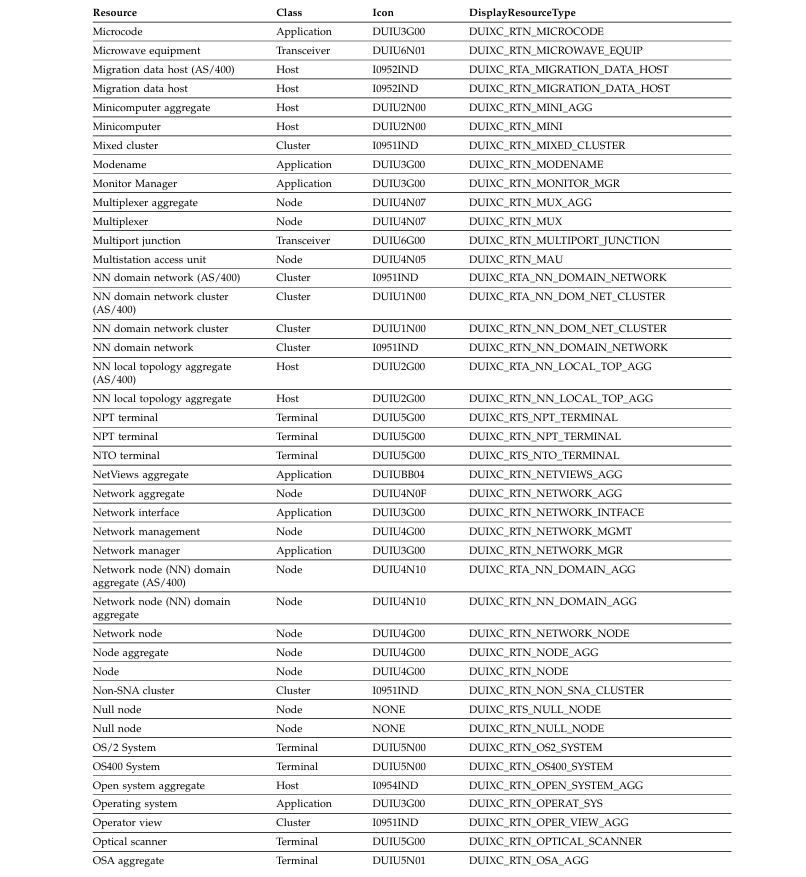 Resource Class Icon DisplayResourceType
Microcode Application DUIU3G00 DUIXC_RTN_MICROCODE
Microwave equipment Transceiver DUIU6N01 DUIXC_RTN_MICROWAVE_EQUIP
Migration data host (AS/400) Host I0952IND DUIXC_RTA_MIGRATION_DATA_HOST
Migration data host Host I0952IND DUIXC_RTN_MIGRATION_DATA_HOST
Minicomputer aggregate Host DUIU2N00 DUIXC_RTN_MINI_AGG
Minicomputer Host DUIU2N00 DUIXC_RTN_MINI
Mixed cluster Cluster I0951IND DUIXC_RTN_MIXED_CLUSTER
Modename Application DUIU3G00 DUIXC_RTN_MODENAME
Monitor Manager Application DUIU3G00 DUIXC_RTN_MONITOR_MGR
Multiplexer aggregate Node DUIU4N07 DUIXC_RTN_MUX_AGG
Multiplexer Node DUIU4N07 DUIXC_RTN_MUX
Multiport junction Transceiver DUIU6G00 DUIXC_RTN_MULTIPORT_JUNCTION
Multistation access unit Node DUIU4N05 DUIXC_RTN_MAU
NN domain network (AS/400) Cluster I0951IND DUIXC_RTA_NN_DOMAIN_NETWORK
NN domain network cluster Cluster DUIU1N00 DUIXC_RTA_NN_DOM_NET_CLUSTER
(AS/400)
NN domain network cluster Cluster DUIU1N00 DUIXC_RTN_NN_DOM_NET_CLUSTER
NN domain network Cluster I0951IND DUIXC_RTN_NN_DOMAIN_NETWORK
NN local topology aggregate Host DUIU2G00 DUIXC_RTA_NN_LOCAL_TOP_AGG
(AS/400)
NN local topology aggregate Host DUIU2G00 DUIXC_RTN_NN_LOCAL_TOP_AGG
NPT terminal Terminal DUIU5G00 DUIXC_RTS_NPT_TERMINAL
NPT terminal Terminal DUIU5G00 DUIXC_RTN_NPT_TERMINAL
NTO terminal Terminal DUIU5G00 DUIXC_RTS_NTO_TERMINAL
NetViews aggregate Application DUIUBB04 DUIXC_RTN_NETVIEWS_AGG
Network aggregate Node DUIU4N0F DUIXC_RTN_NETWORK_AGG
Network interface Application DUIU3G00 DUIXC_RTN_NETWORK_INTFACE
Network management Node DUIU4G00 DUIXC_RTN_NETWORK_MGMT
Network manager Application DUIU3G00 DUIXC_RTN_NETWORK_MGR
Network node (NN) domain Node DUIU4N10 DUIXC_RTA_NN_DOMAIN_AGG
aggregate (AS/400)
Network node (NN) domain Node DUIU4N10 DUIXC_RTN_NN_DOMAIN_AGG
aggregate
Network node Node DUIU4G00 DUIXC_RTN_NETWORK_NODE
Node aggregate Node DUIU4G00 DUIXC_RTN_NODE_AGG
Node Node DUIU4G00 DUIXC_RTN_NODE
Non-SNA cluster Cluster I0951IND DUIXC_RTN_NON_SNA_CLUSTER
Null node Node NONE DUIXC_RTS_NULL_NODE
Null node Node NONE DUIXC_RTN_NULL_NODE
OS/2 System Terminal DUIU5N00 DUIXC_RTN_OS2_SYSTEM
OS400 System Terminal DUIU5N00 DUIXC_RTN_OS400_SYSTEM
Open system aggregate Host I0954IND DUIXC_RTN_OPEN_SYSTEM_AGG
Operating system Application DUIU3G00 DUIXC_RTN_OPERAT_SYS
Operator view Cluster I0951IND DUIXC_RTN_OPER_VIEW_AGG
Optical scanner Terminal DUIU5G00 DUIXC_RTN_OPTICAL_SCANNER
OSA aggregate Terminal DUIU5N01 DUIXC_RTN_OSA_AGG